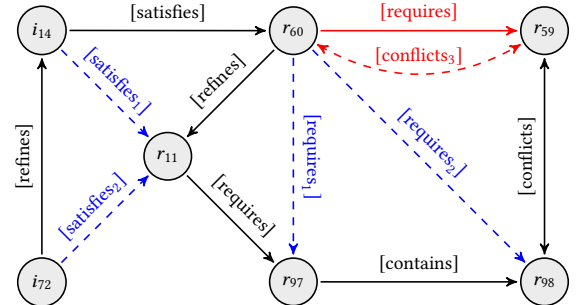 i₁₄
[satisfies]
r₆₀
[requires]
r₅₉
[conflicts₃]
[satisfies₁]
[refines]
[refines]
r₁₁
[requires₁]
[requires₂]
[conflicts]
[satisfies₂]
[requires]
i₇₂
r₉₇
[contains]
r₉₈